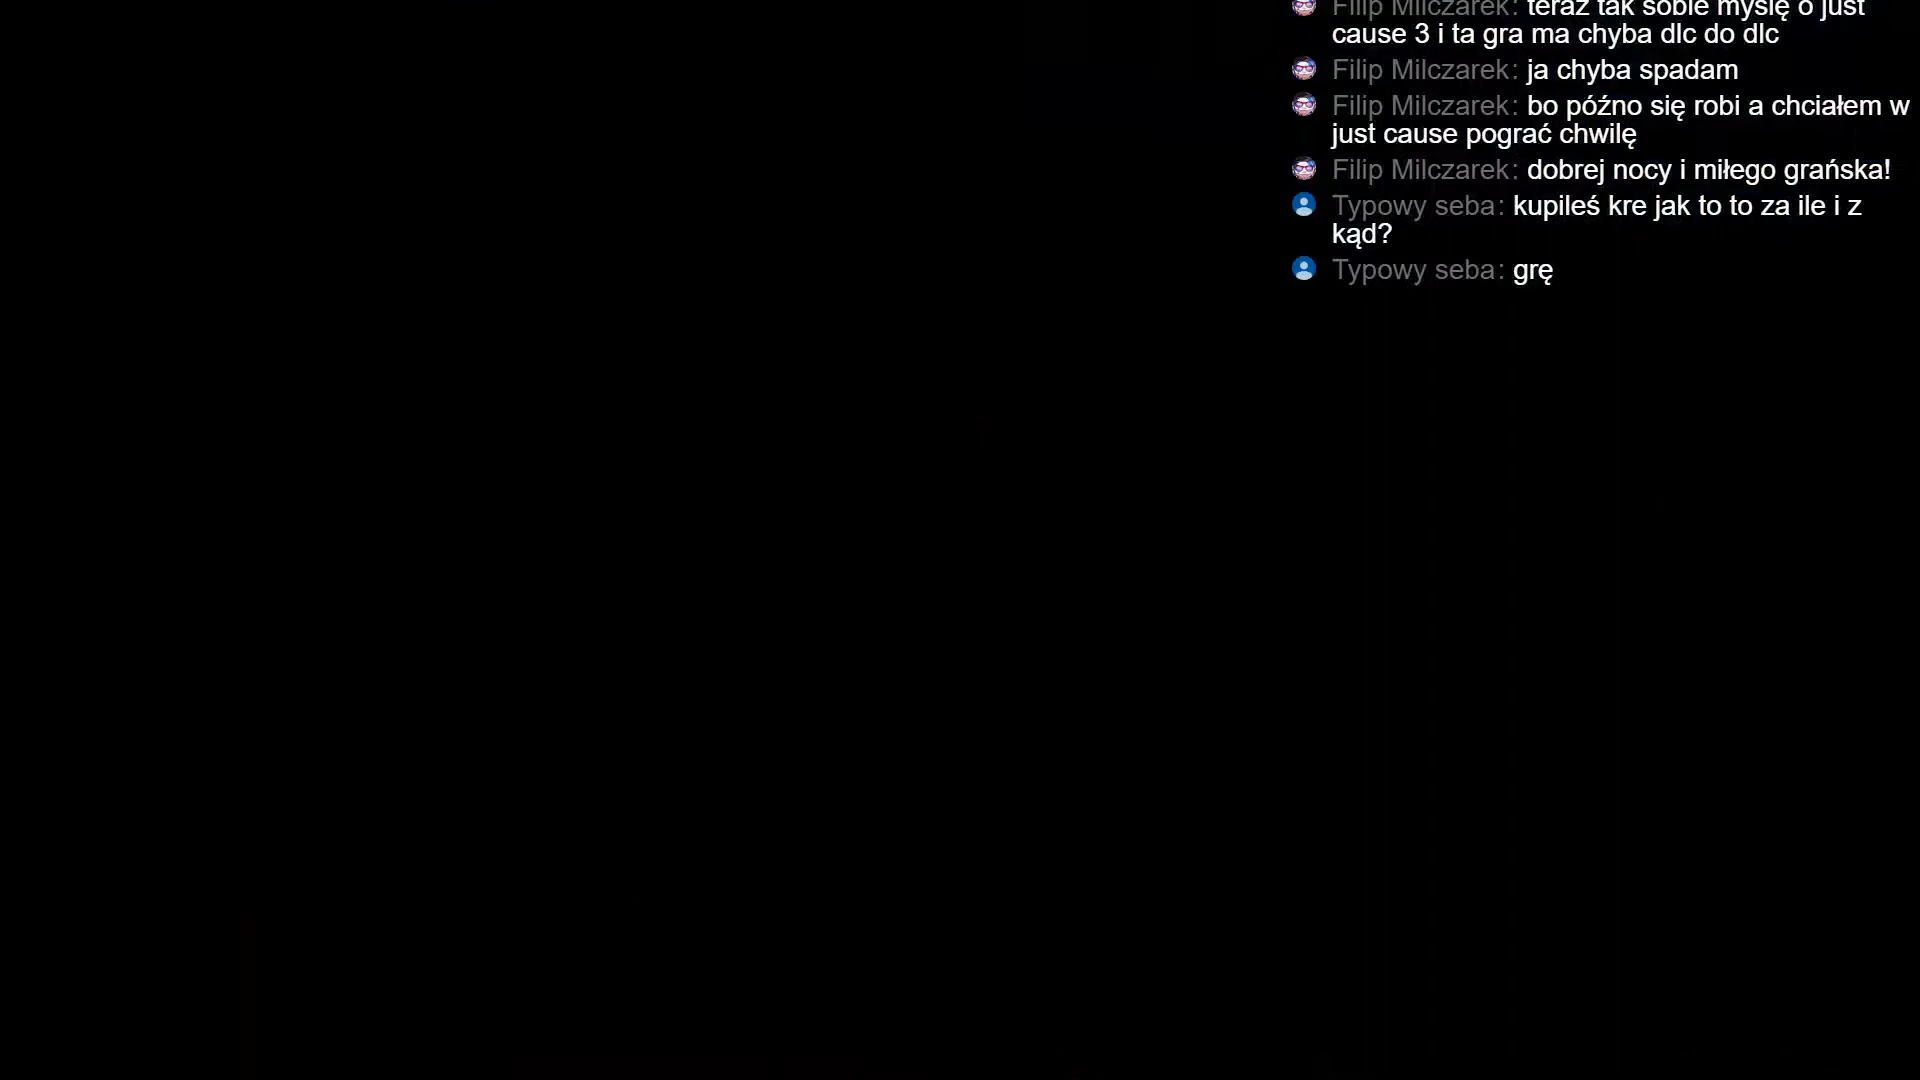 Filip Milczarek: teraz tak sobie myślę o just
cause 3 i ta gra ma chyba dlc do dlc
Filip Milczarek: ja chyba spadam
Filip Milczarek: bo późno się robi a chciałem w
just cause pograć chwilę
Filip Milczarek: dobrej nocy i miłego grańska!
Typowy seba: kupileś kre jak to to za ile i z
kąd?
Typowy seba: grę